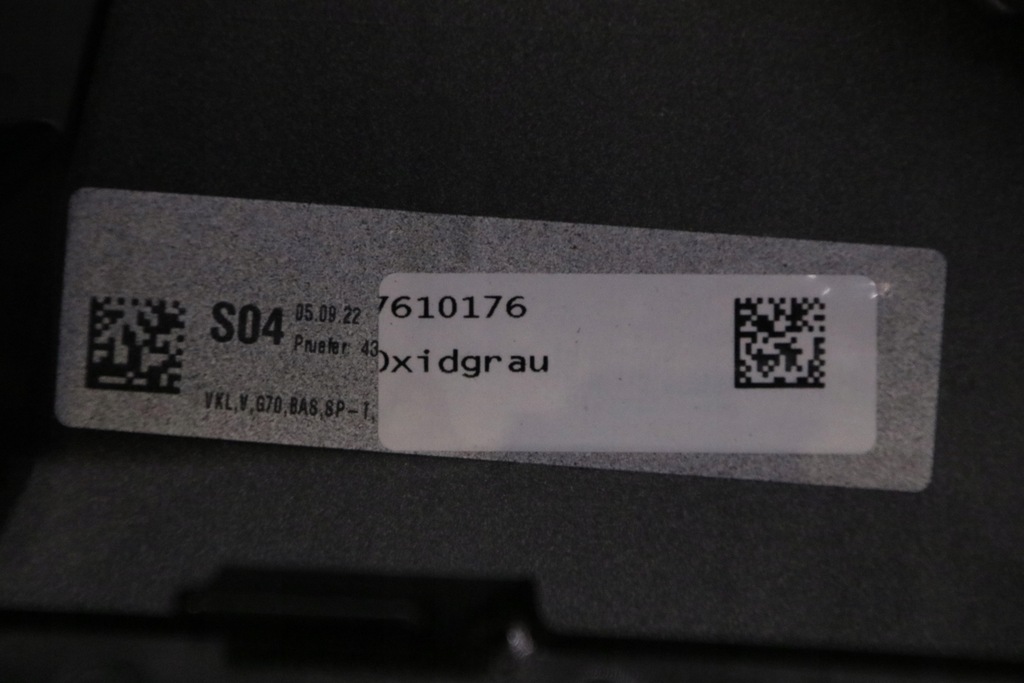 S04
05.09.22
Pruefer: 43
VKL,V,G70,BAS,SP-T,
7610176
Oxidgrau